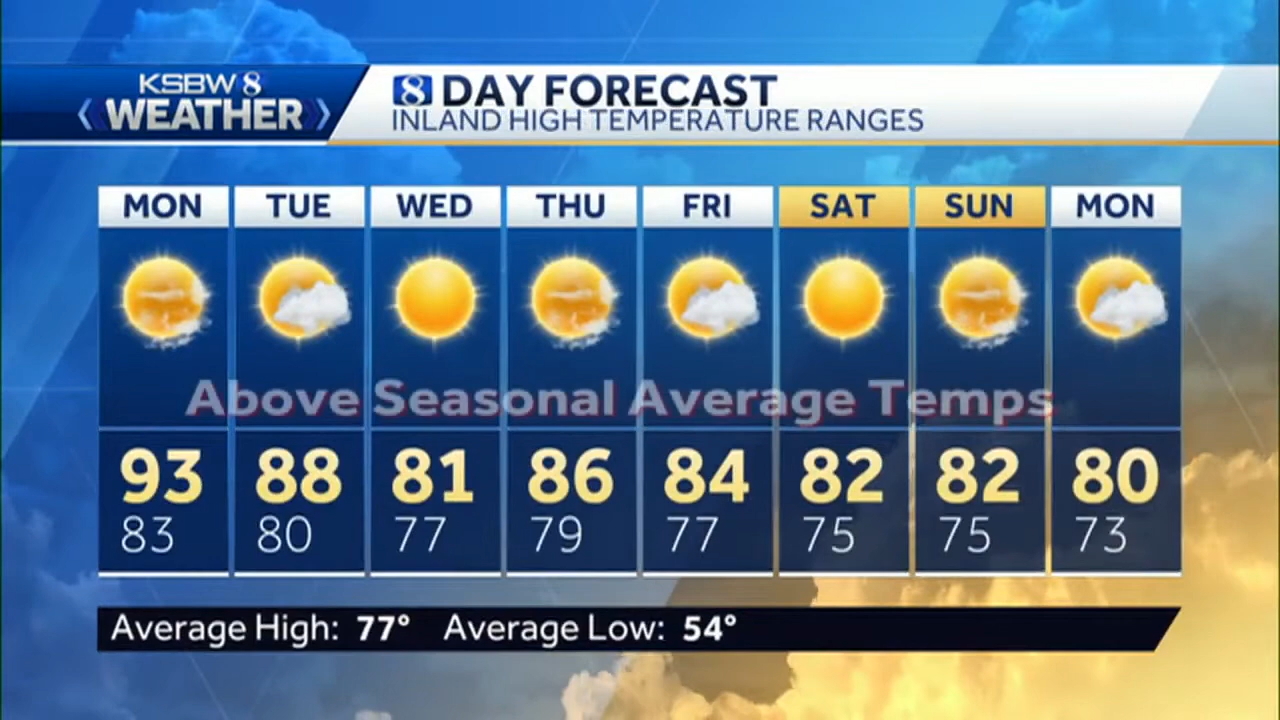 KSBW 8
WEATHER
8 DAY FORECAST
INLAND HIGH TEMPERATURE RANGES
MON TUE WED THU FRI SAT SUN MON
Above Seasonal Average Temps
93 88 81 86 84 82 82 80
83 80 77 79 77 75 75 73
Average High: 77° Average Low: 54°